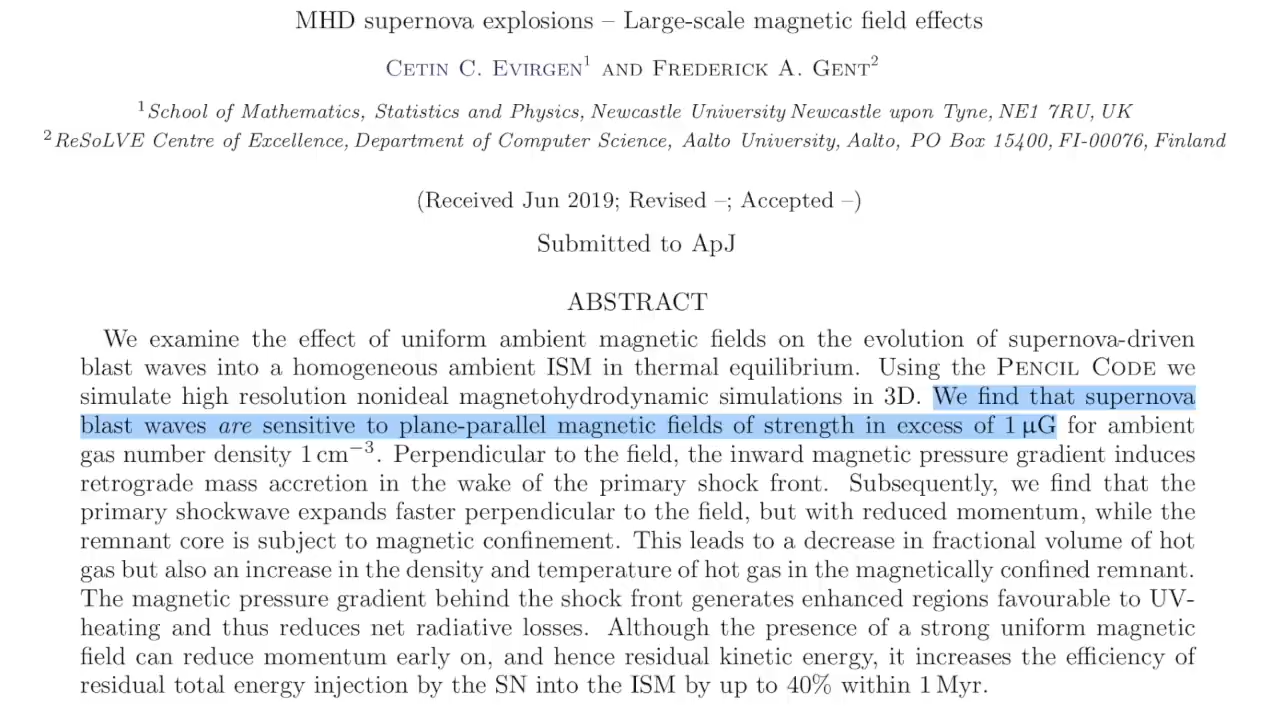 MHD supernova explosions – Large-scale magnetic field effects
Cetin C. Evirgen1 and Frederick A. Gent2
1School of Mathematics, Statistics and Physics, Newcastle University Newcastle upon Tyne, NE1 7RU, UK
2ReSoLVE Centre of Excellence, Department of Computer Science, Aalto University, Aalto, PO Box 15400, FI-00076, Finland
(Received Jun 2019; Revised –; Accepted –)
Submitted to ApJ
ABSTRACT
We examine the effect of uniform ambient magnetic fields on the evolution of supernova-driven
blast waves into a homogeneous ambient ISM in thermal equilibrium. Using the Pencil Code we
simulate high resolution nonideal magnetohydrodynamic simulations in 3D. We find that supernova
blast waves are sensitive to plane-parallel magnetic fields of strength in excess of 1 μG for ambient
gas number density 1 cm−3. Perpendicular to the field, the inward magnetic pressure gradient induces
retrograde mass accretion in the wake of the primary shock front. Subsequently, we find that the
primary shockwave expands faster perpendicular to the field, but with reduced momentum, while the
remnant core is subject to magnetic confinement. This leads to a decrease in fractional volume of hot
gas but also an increase in the density and temperature of hot gas in the magnetically confined remnant.
The magnetic pressure gradient behind the shock front generates enhanced regions favourable to UV-
heating and thus reduces net radiative losses. Although the presence of a strong uniform magnetic
field can reduce momentum early on, and hence residual kinetic energy, it increases the efficiency of
residual total energy injection by the SN into the ISM by up to 40% within 1 Myr.